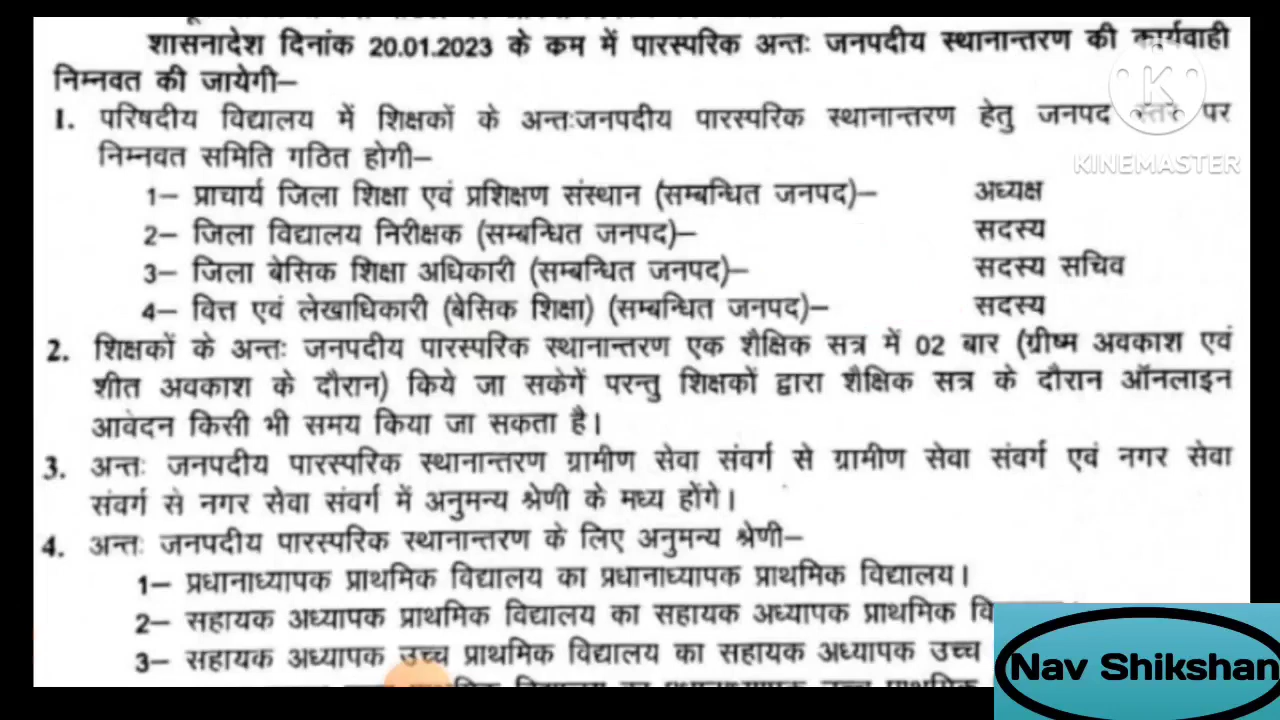 शासनादेश दिनांक 20.01.2023 के कम में पारस्परिक अन्तः जनपदीय स्थानान्तरण की कार्यवाही
निम्नवत की जायेगी–
1. परिषदीय विद्यालय में शिक्षकों के अन्तःजनपदीय पारस्परिक स्थानान्तरण हेतु जनपद स्तर पर
निम्नवत समिति गठित होगी–
1– प्राचार्य जिला शिक्षा एवं प्रशिक्षण संस्थान (सम्बन्धित जनपद)– अध्यक्ष
2– जिला विद्यालय निरीक्षक (सम्बन्धित जनपद)– सदस्य
3– जिला बेसिक शिक्षा अधिकारी (सम्बन्धित जनपद)– सदस्य सचिव
4– वित्त एवं लेखाधिकारी (बेसिक शिक्षा) (सम्बन्धित जनपद)– सदस्य
2. शिक्षकों के अन्तः जनपदीय पारस्परिक स्थानान्तरण एक शैक्षिक सत्र में 02 बार (ग्रीष्म अवकाश एवं
शीत अवकाश के दौरान) किये जा सकेगें परन्तु शिक्षकों द्वारा शैक्षिक सत्र के दौरान ऑनलाइन
आवेदन किसी भी समय किया जा सकता है।
3. अन्तः जनपदीय पारस्परिक स्थानान्तरण ग्रामीण सेवा संवर्ग से ग्रामीण सेवा संवर्ग एवं नगर सेवा
संवर्ग से नगर सेवा संवर्ग में अनुमन्य श्रेणी के मध्य होंगे।
4. अन्तः जनपदीय पारस्परिक स्थानान्तरण के लिए अनुमन्य श्रेणी–
1– प्रधानाध्यापक प्राथमिक विद्यालय का प्रधानाध्यापक प्राथमिक विद्यालय।
2– सहायक अध्यापक प्राथमिक विद्यालय का सहायक अध्यापक प्राथमिक
3– सहायक अध्यापक उच्च प्राथमिक विद्यालय का सहायक अध्यापक उच्च
K
KINEMASTER
Nav Shikshan